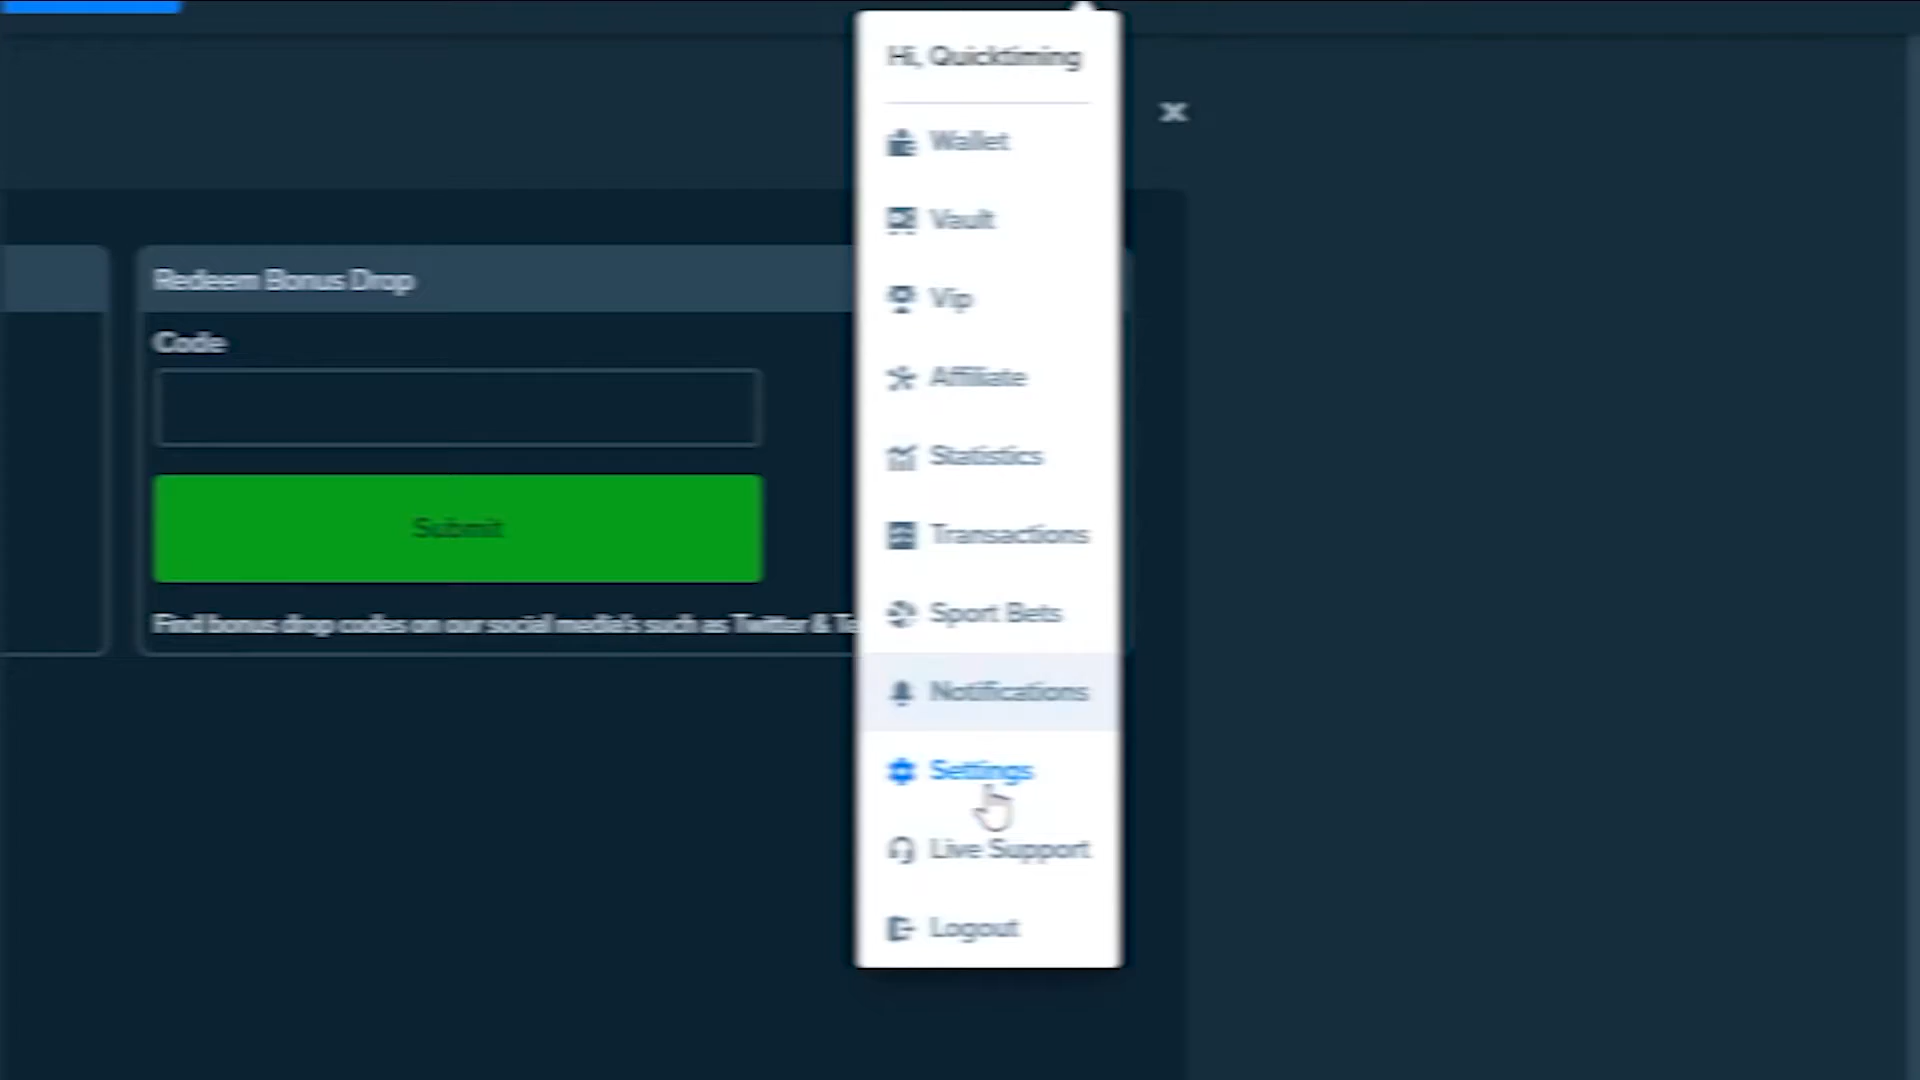 Hi, Quicktiming
Wallet
Vault
Vip
Affiliate
Statistics
Transactions
Sport Bets
Notifications
Settings
Live Support
Logout
Redeem Bonus Drop
Code
Submit
Find bonus drop codes on our social media's such as Twitter & Te